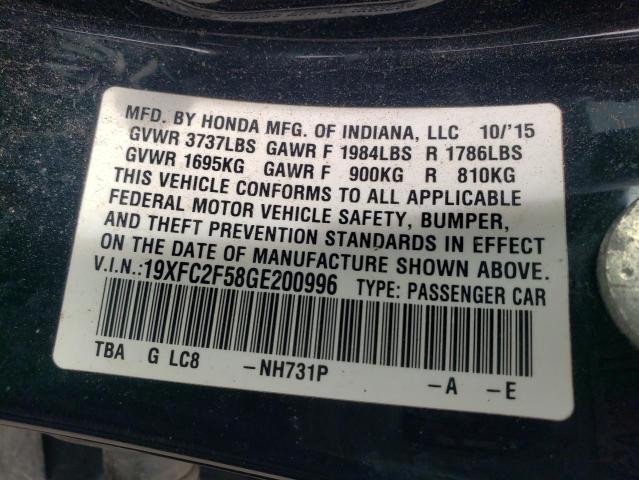 MFD. BY HONDA MFG. OF INDIANA, LLC 10/'15
GVWR 3737LBS GAWR F 1984LBS R 1786LBS
GVWR 1695KG GAWR F 900KG R 810KG
THIS VEHICLE CONFORMS TO ALL APPLICABLE
FEDERAL MOTOR VEHICLE SAFETY, BUMPER,
AND THEFT PREVENTION STANDARDS IN EFFECT
ON THE DATE OF MANUFACTURE SHOWN ABOVE.
V.I.N.:19XFC2F58GE200996 TYPE: PASSENGER CAR
TBA G LC8 -NH731P -A -E